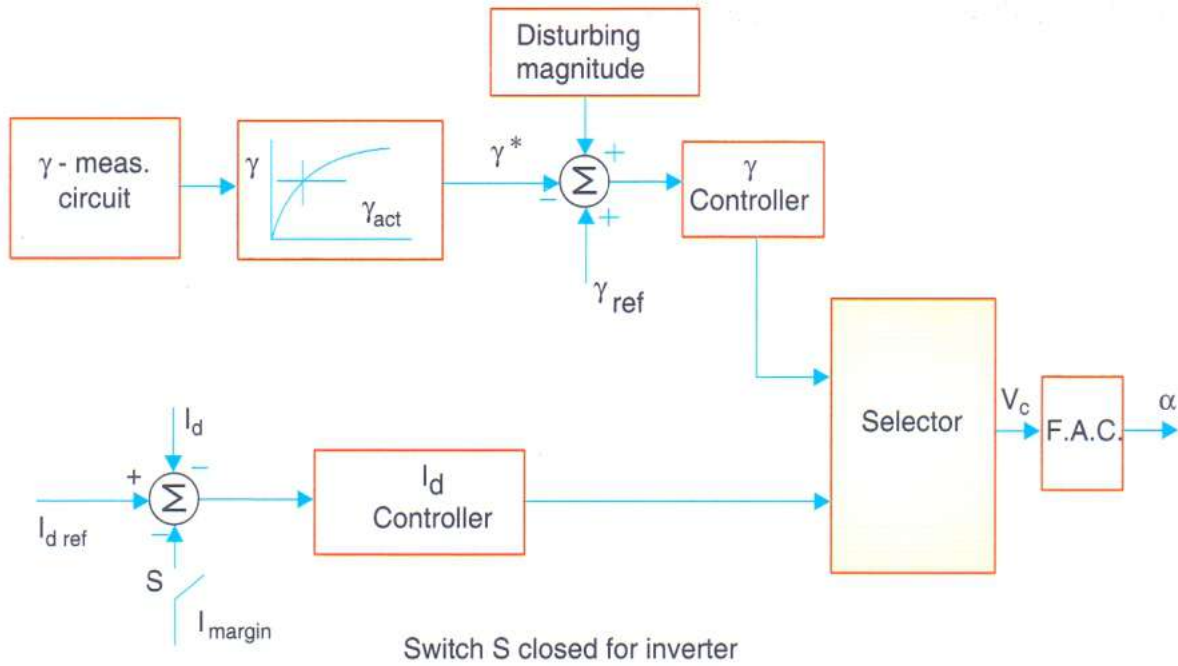 Disturbing
magnitude
γ - meas.
circuit
γ
γact
γ*
+
Σ
-
+
γref
γ
Controller
Id
-
+
Σ
-
Id ref
S
Imargin
Id
Controller
Selector
Vc
F.A.C.
α
Switch S closed for inverter